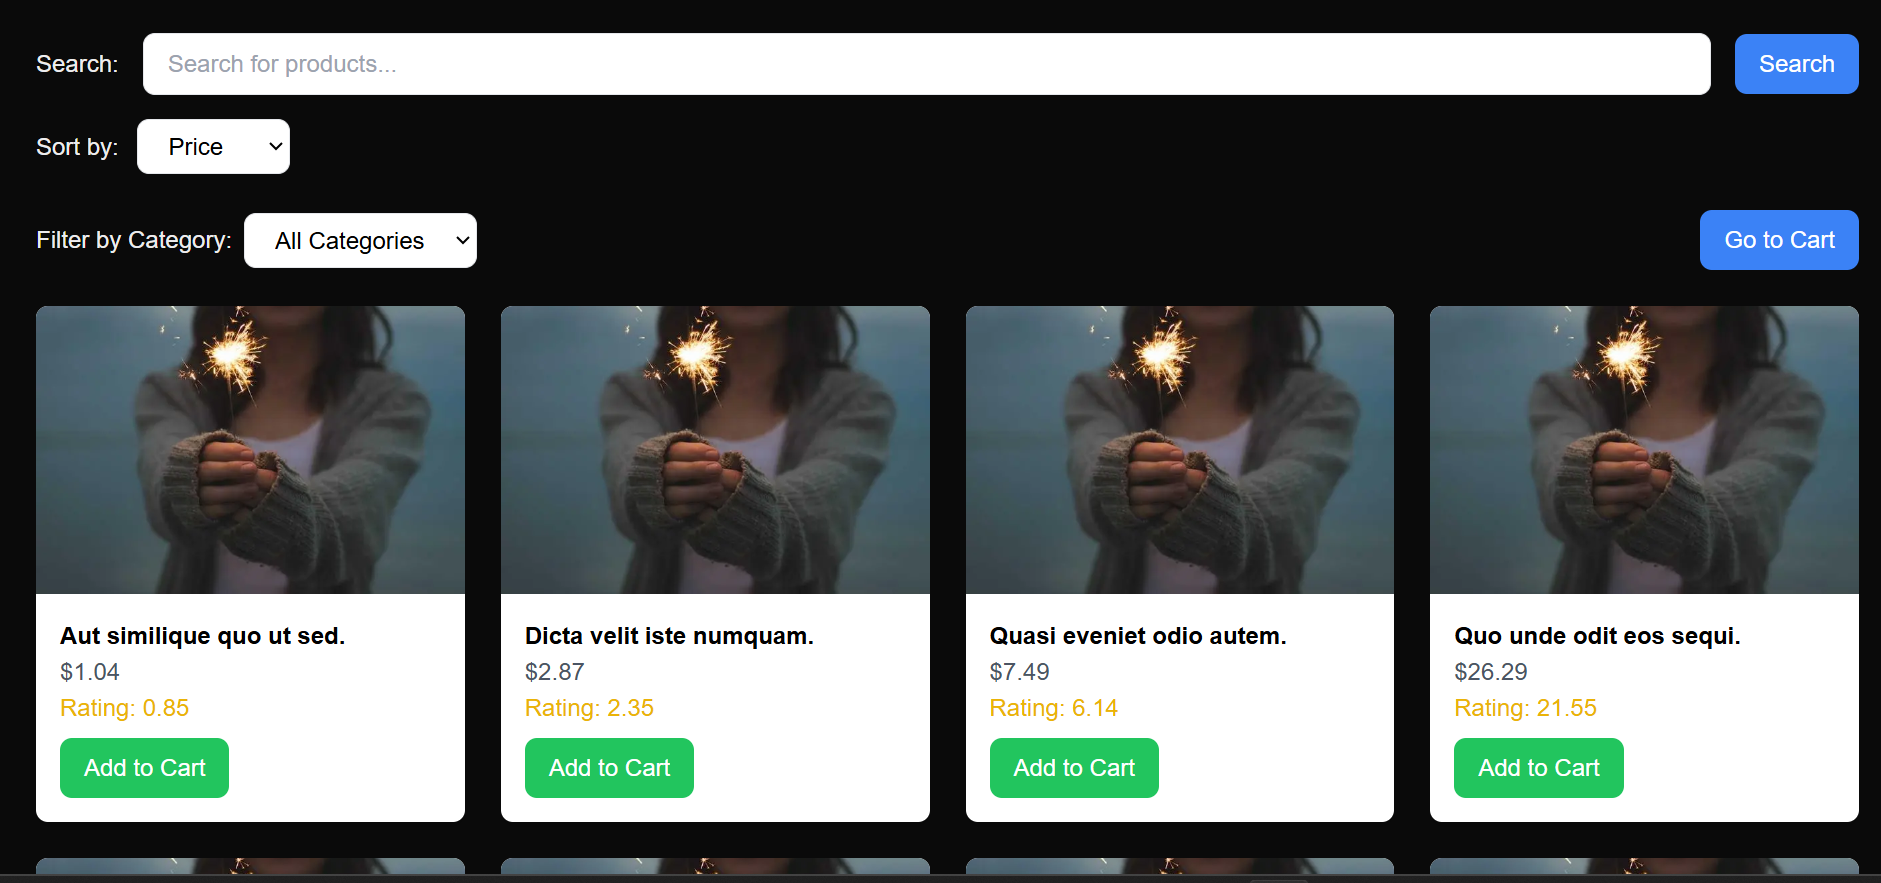 Search:
Search for products...
Search
Sort by:
Price
Filter by Category:
All Categories
Go to Cart
Aut similique quo ut sed.
$1.04
Rating: 0.85
Add to Cart
Dicta velit iste numquam.
$2.87
Rating: 2.35
Add to Cart
Quasi eveniet odio autem.
$7.49
Rating: 6.14
Add to Cart
Quo unde odit eos sequi.
$26.29
Rating: 21.55
Add to Cart